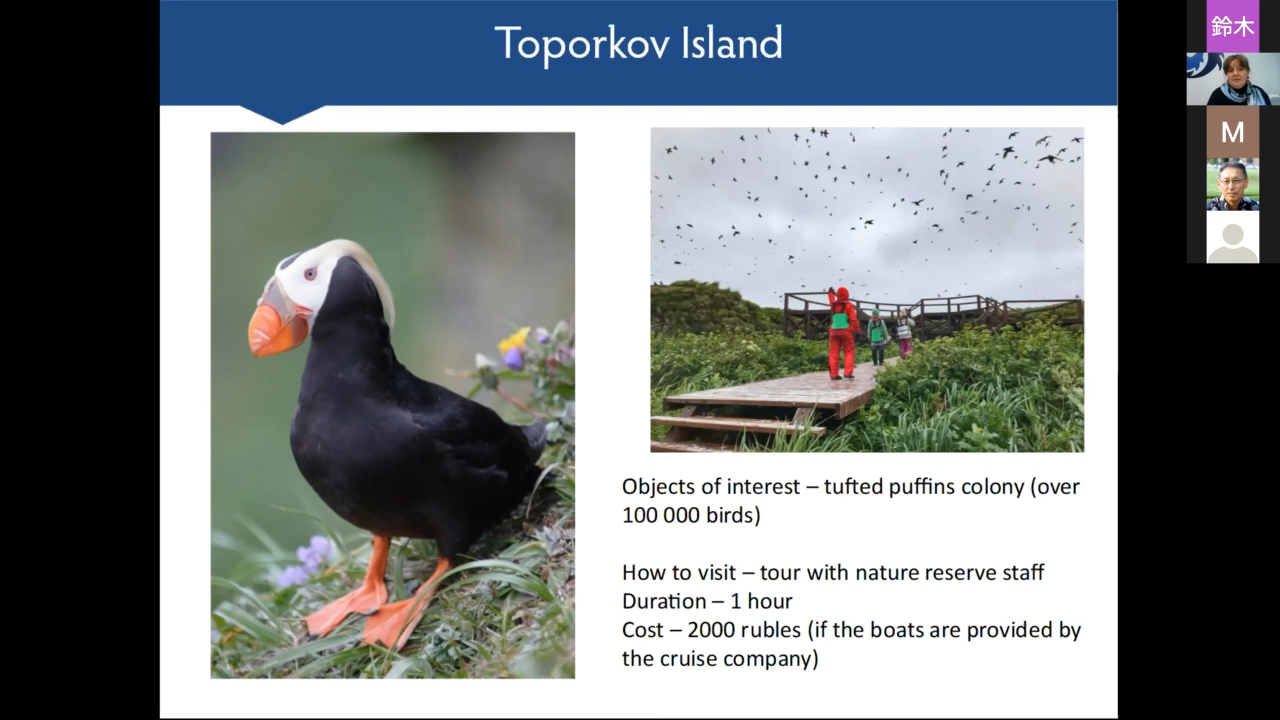 Toporkov Island
Objects of interest – tufted puffins colony (over
100 000 birds)
How to visit – tour with nature reserve staff
Duration – 1 hour
Cost – 2000 rubles (if the boats are provided by
the cruise company)
鈴木
M